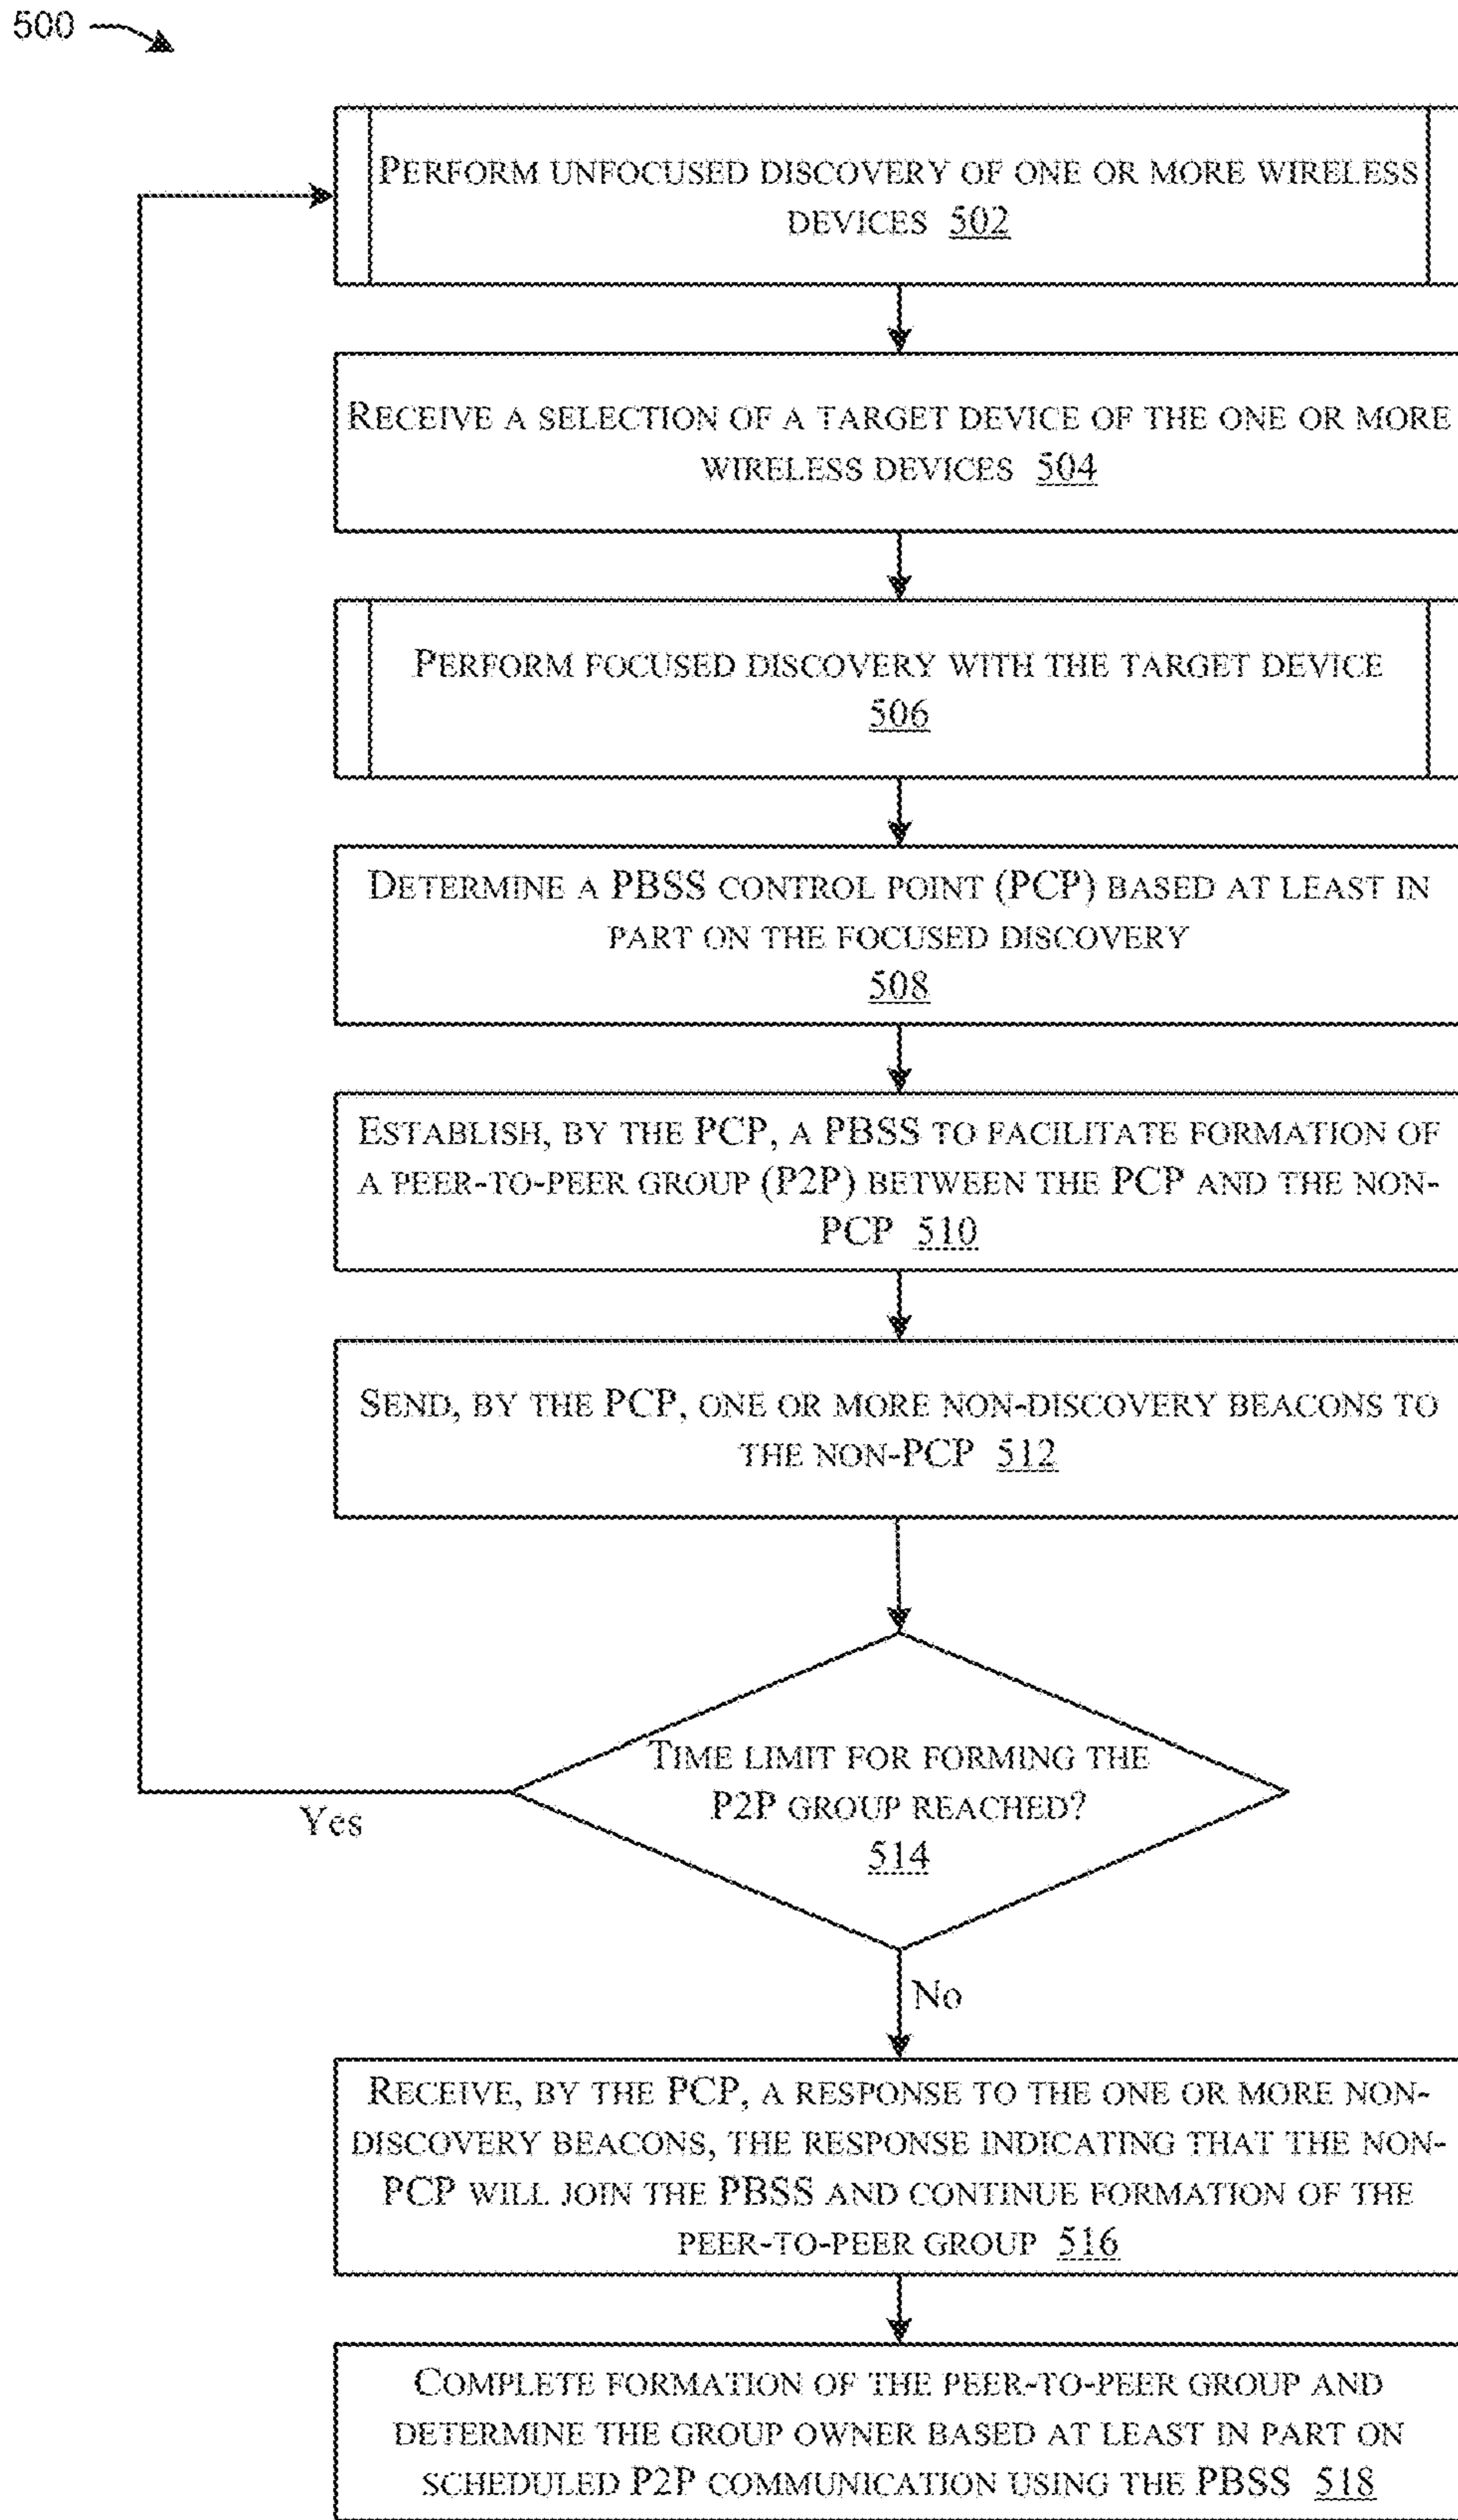 500
PERFORM UNFOCUSED DISCOVERY OF ONE OR MORE WIRELESS
DEVICES 502
RECEIVE A SELECTION OF A TARGET DEVICE OF THE ONE OR MORE
WIRELESS DEVICES 504
PERFORM FOCUSED DISCOVERY WITH THE TARGET DEVICE
506
DETERMINE A PBSS CONTROL POINT (PCP) BASED AT LEAST IN
PART ON THE FOCUSED DISCOVERY
508
ESTABLISH, BY THE PCP, A PBSS TO FACILITATE FORMATION OF
A PEER-TO-PEER GROUP (P2P) BETWEEN THE PCP AND THE NON-
PCP 510
SEND, BY THE PCP, ONE OR MORE NON-DISCOVERY BEACONS TO
THE NON-PCP 512
TIME LIMIT FOR FORMING THE
P2P GROUP REACHED?
514
Yes
No
RECEIVE, BY THE PCP, A RESPONSE TO THE ONE OR MORE NON-
DISCOVERY BEACONS, THE RESPONSE INDICATING THAT THE NON-
PCP WILL JOIN THE PBSS AND CONTINUE FORMATION OF THE
PEER-TO-PEER GROUP 516
COMPLETE FORMATION OF THE PEER-TO-PEER GROUP AND
DETERMINE THE GROUP OWNER BASED AT LEAST IN PART ON
SCHEDULED P2P COMMUNICATION USING THE PBSS 518